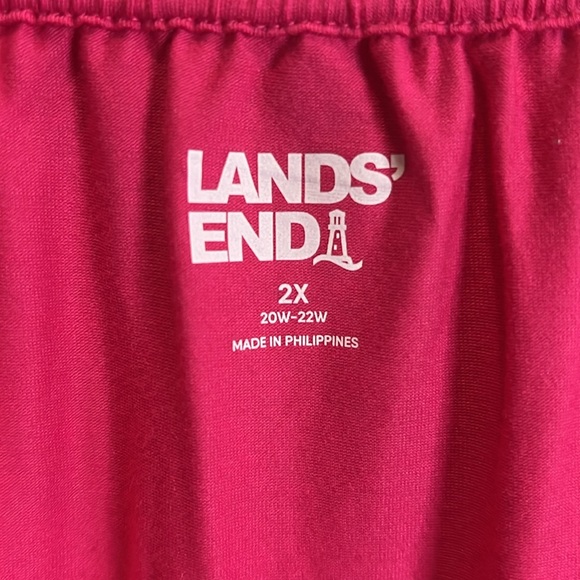 LANDS'
END
2X
20W-22W
MADE IN PHILIPPINES